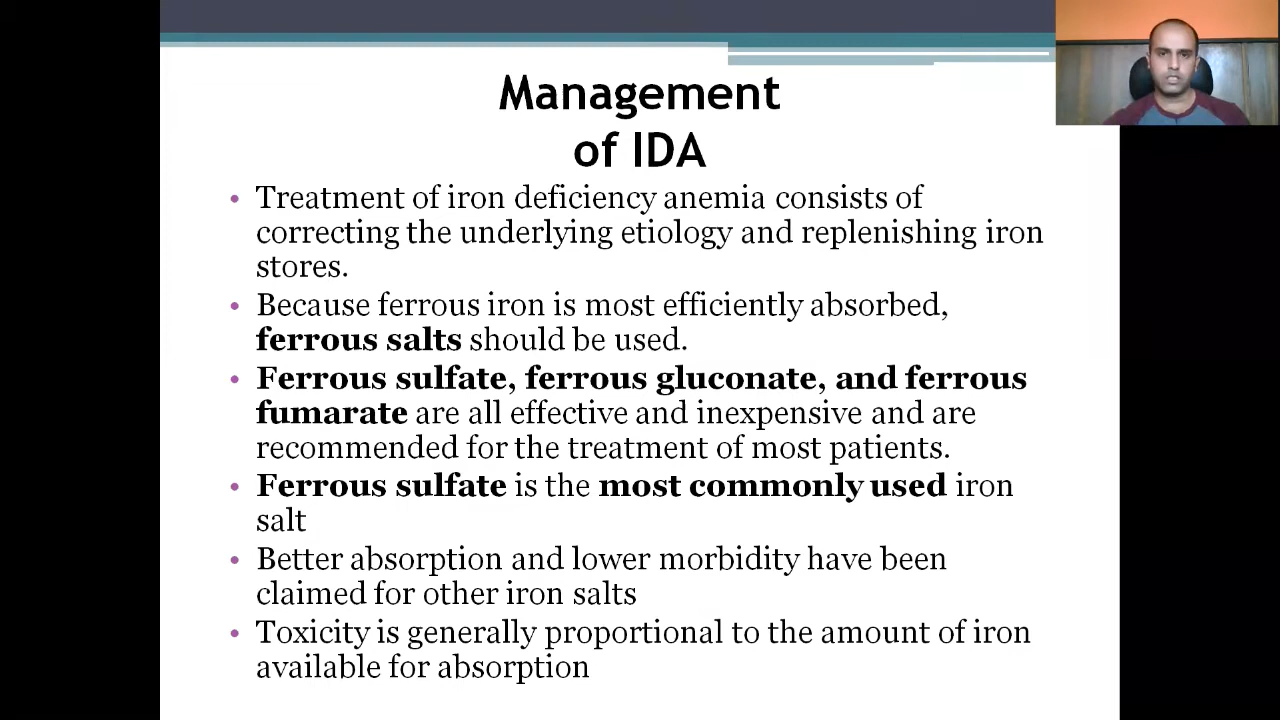 Management
of IDA
• Treatment of iron deficiency anemia consists of
correcting the underlying etiology and replenishing iron
stores.
• Because ferrous iron is most efficiently absorbed,
ferrous salts should be used.
• Ferrous sulfate, ferrous gluconate, and ferrous
fumarate are all effective and inexpensive and are
recommended for the treatment of most patients.
• Ferrous sulfate is the most commonly used iron
salt
• Better absorption and lower morbidity have been
claimed for other iron salts
• Toxicity is generally proportional to the amount of iron
available for absorption